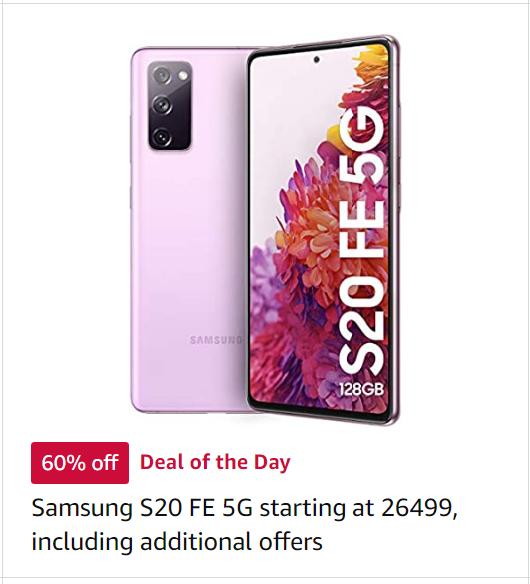 SAMSUNG
S20 FE 5G
128GB
60% off
Deal of the Day
Samsung S20 FE 5G starting at 26499,
including additional offers